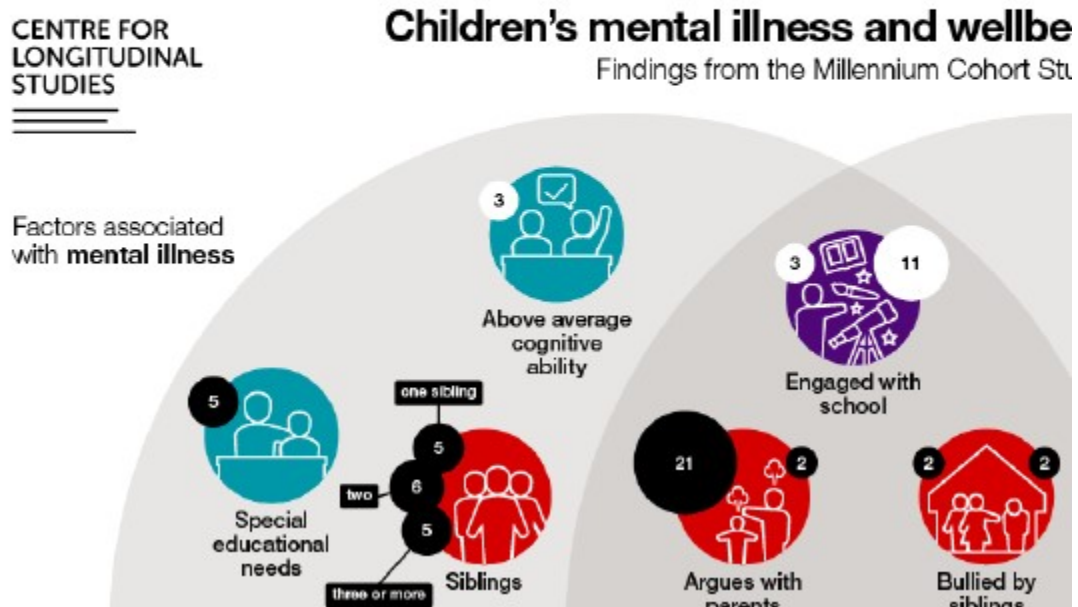 CENTRE FOR
LONGITUDINAL
STUDIES
Children's mental illness and wellbe
Findings from the Millennium Cohort Stu
Factors associated
with mental illness
3
Above average
cognitive
ability
3
11
Engaged with
school
5
Special
educational
needs
one sibling
5
two
6
5
three or more
Siblings
21
2
Argues with
parents
2
2
Bullied by
siblings